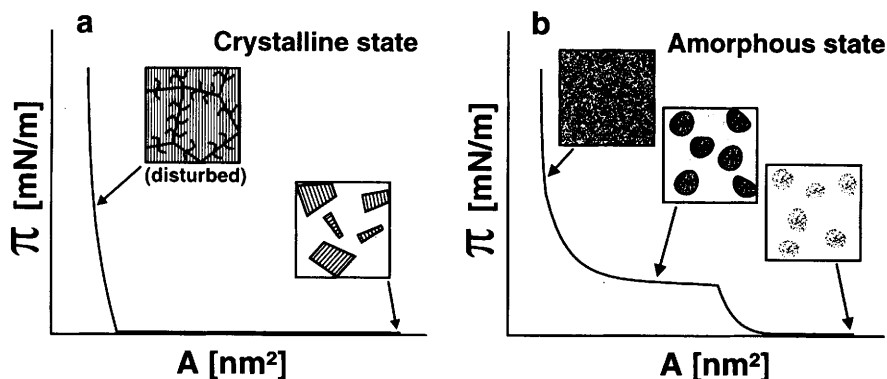 a
Crystalline state
(disturbed)
π [mN/m]
A [nm²]
b
Amorphous state
π [mN/m]
A [nm²]